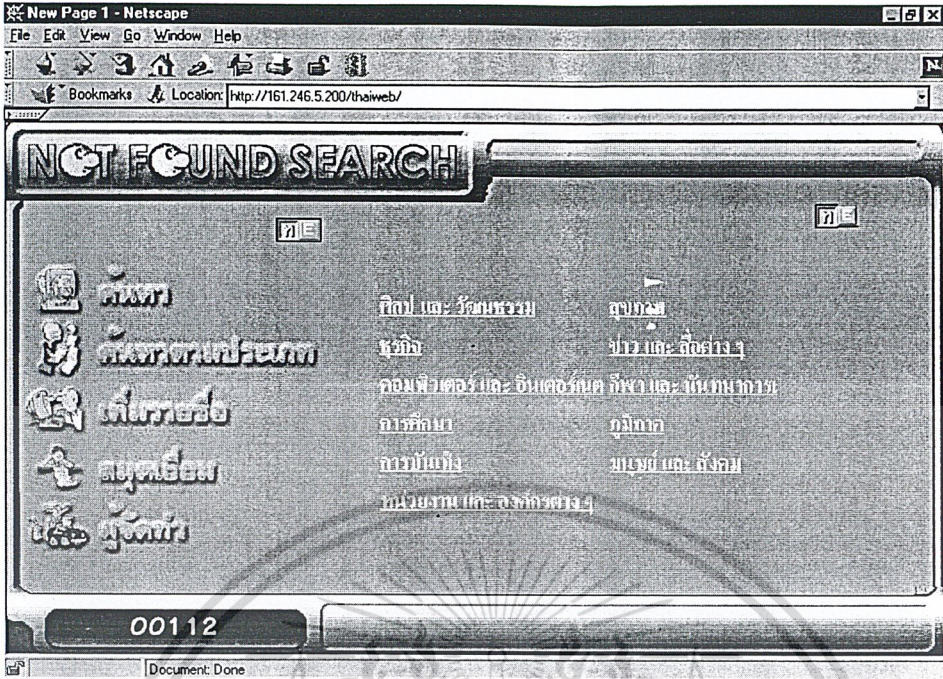 New Page 1 - Netscape
File Edit View Go Window Help
Bookmarks Location: http://161.246.5.200/thaiweb/
N
NOT FOUND SEARCH
ก E
ก E
ค้นหา
ค้นหาตามประเภท
เพิ่มรายชื่อ
สมุดเยี่ยม
ผู้จัดทำ
ศิลป และ วัฒนธรรม
ธุรกิจ
คอมพิวเตอร์ และ อินเตอร์เนต
การศึกษา
การบันเทิง
หน่วยงาน และ องค์กรต่าง ๆ
สุขภาพ
ข่าว และ สื่อต่าง ๆ
กีฬา และ นันทนาการ
ภูมิภาค
มนุษย์ และ สังคม
00112
Document: Done